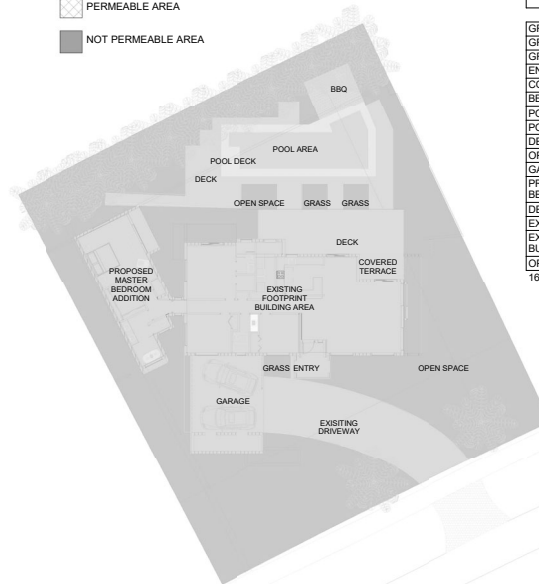 PERMEABLE AREA
NOT PERMEABLE AREA
BBQ
POOL AREA
POOL DECK
DECK
OPEN SPACE GRASS GRASS
DECK
COVERED
TERRACE
PROPOSED
MASTER
BEDROOM
ADDITION
EXISTING
FOOTPRINT
BUILDING AREA
GRASS ENTRY
OPEN SPACE
GARAGE
EXISITING
DRIVEWAY
16